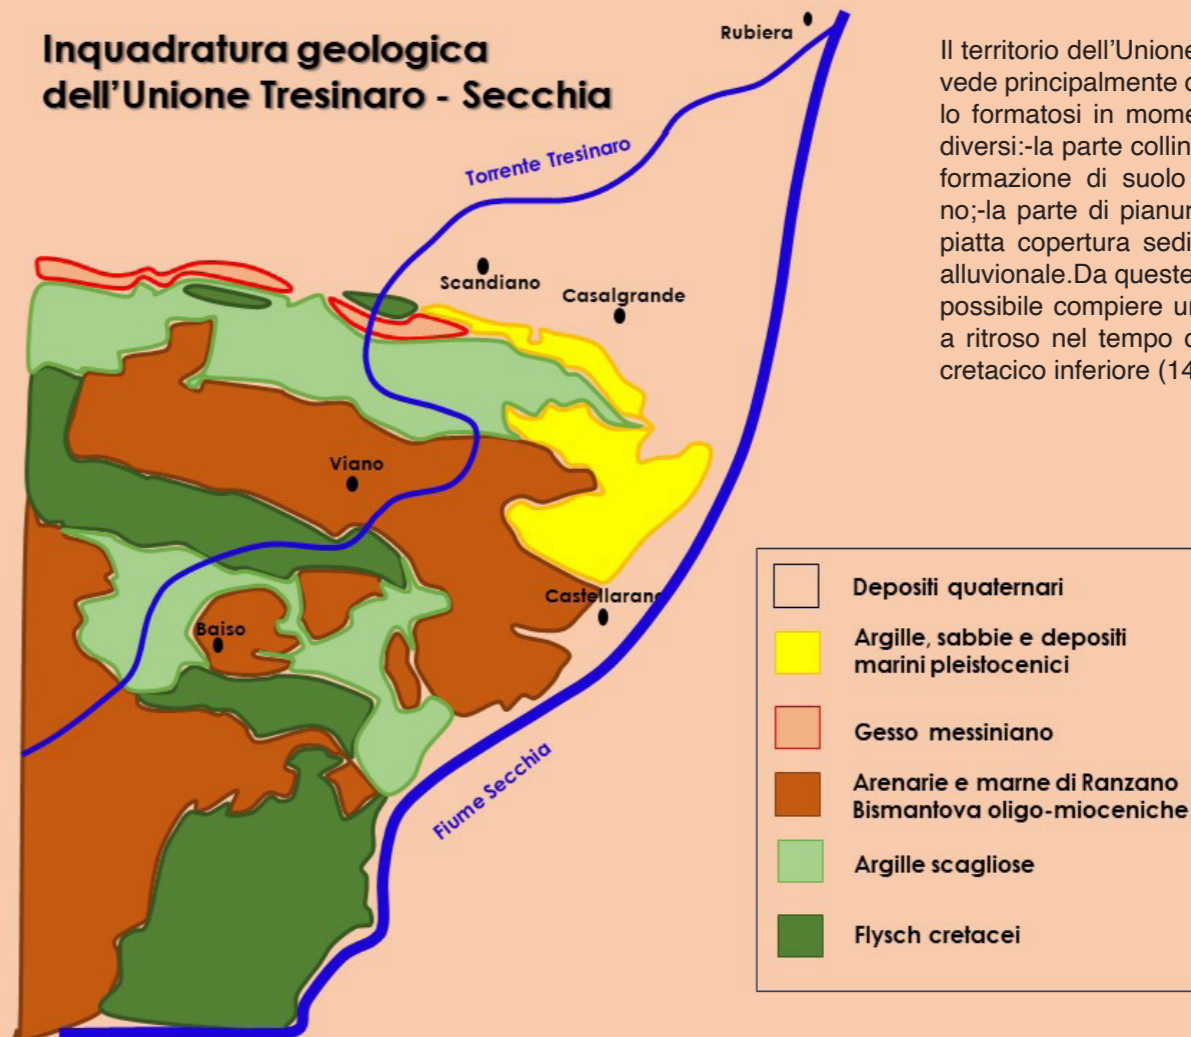 Inquadratura geologica
dell'Unione Tresinaro - Secchia
Rubiera
Torrente Tresinaro
Scandiano
Casalgrande
Viano
Castellarano
Baiso
Fiume Secchia
Il territorio dell'Unione
vede principalmente
lo formatosi in mome
diversi:-la parte collin
formazione di suolo
no;-la parte di pianur
piatta copertura sedi
alluvionale.Da queste
possibile compiere un
a ritroso nel tempo
cretacico inferiore (14
Depositi quaternari
Argille, sabbie e depositi
marini pleistocenici
Gesso messiniano
Arenarie e marne di Ranzano
Bismantova oligo-mioceniche
Argille scagliose
Flysch cretacei